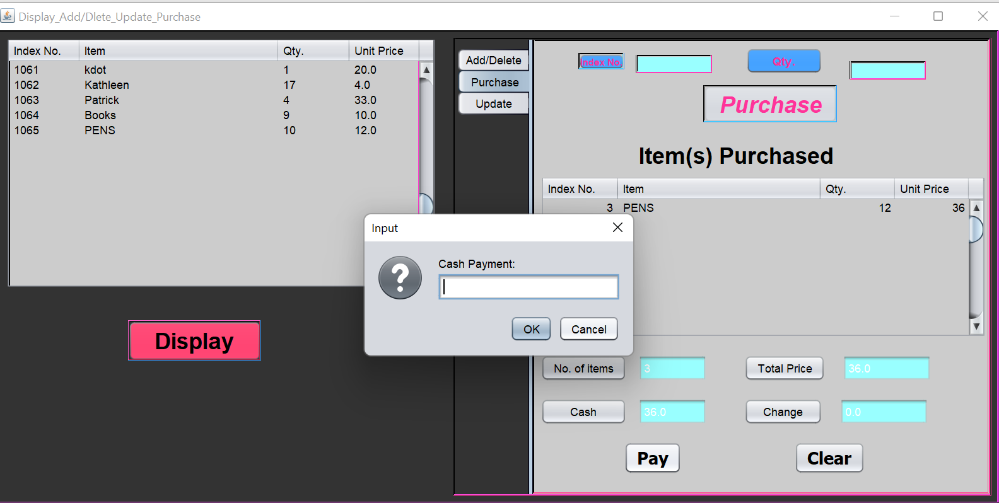 Display_Add/Dlete_Update_Purchase
Index No. Item Qty. Unit Price
1061 kdot 1 20.0
1062 Kathleen 17 4.0
1063 Patrick 4 33.0
1064 Books 9 10.0
1065 PENS 10 12.0
Display
Add/Delete
Purchase
Update
Index No. Qty.
Purchase
Item(s) Purchased
Index No. Item Qty. Unit Price
3 PENS 12 36
Input
Cash Payment:
OK Cancel
No. of items 3 Total Price 36.0
Cash 36.0 Change 0.0
Pay Clear